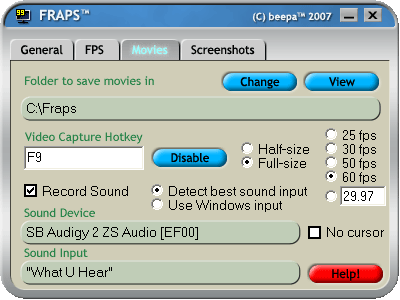 99
FRAPS™
(C) beepa™ 2007
General
FPS
Movies
Screenshots
Folder to save movies in
Change
View
C:\Fraps
Video Capture Hotkey
F9
Disable
Half-size
Full-size
25 fps
30 fps
50 fps
60 fps
29.97
Record Sound
Detect best sound input
Use Windows input
Sound Device
SB Audigy 2 ZS Audio [EF00]
No cursor
Sound Input
"What U Hear"
Help!